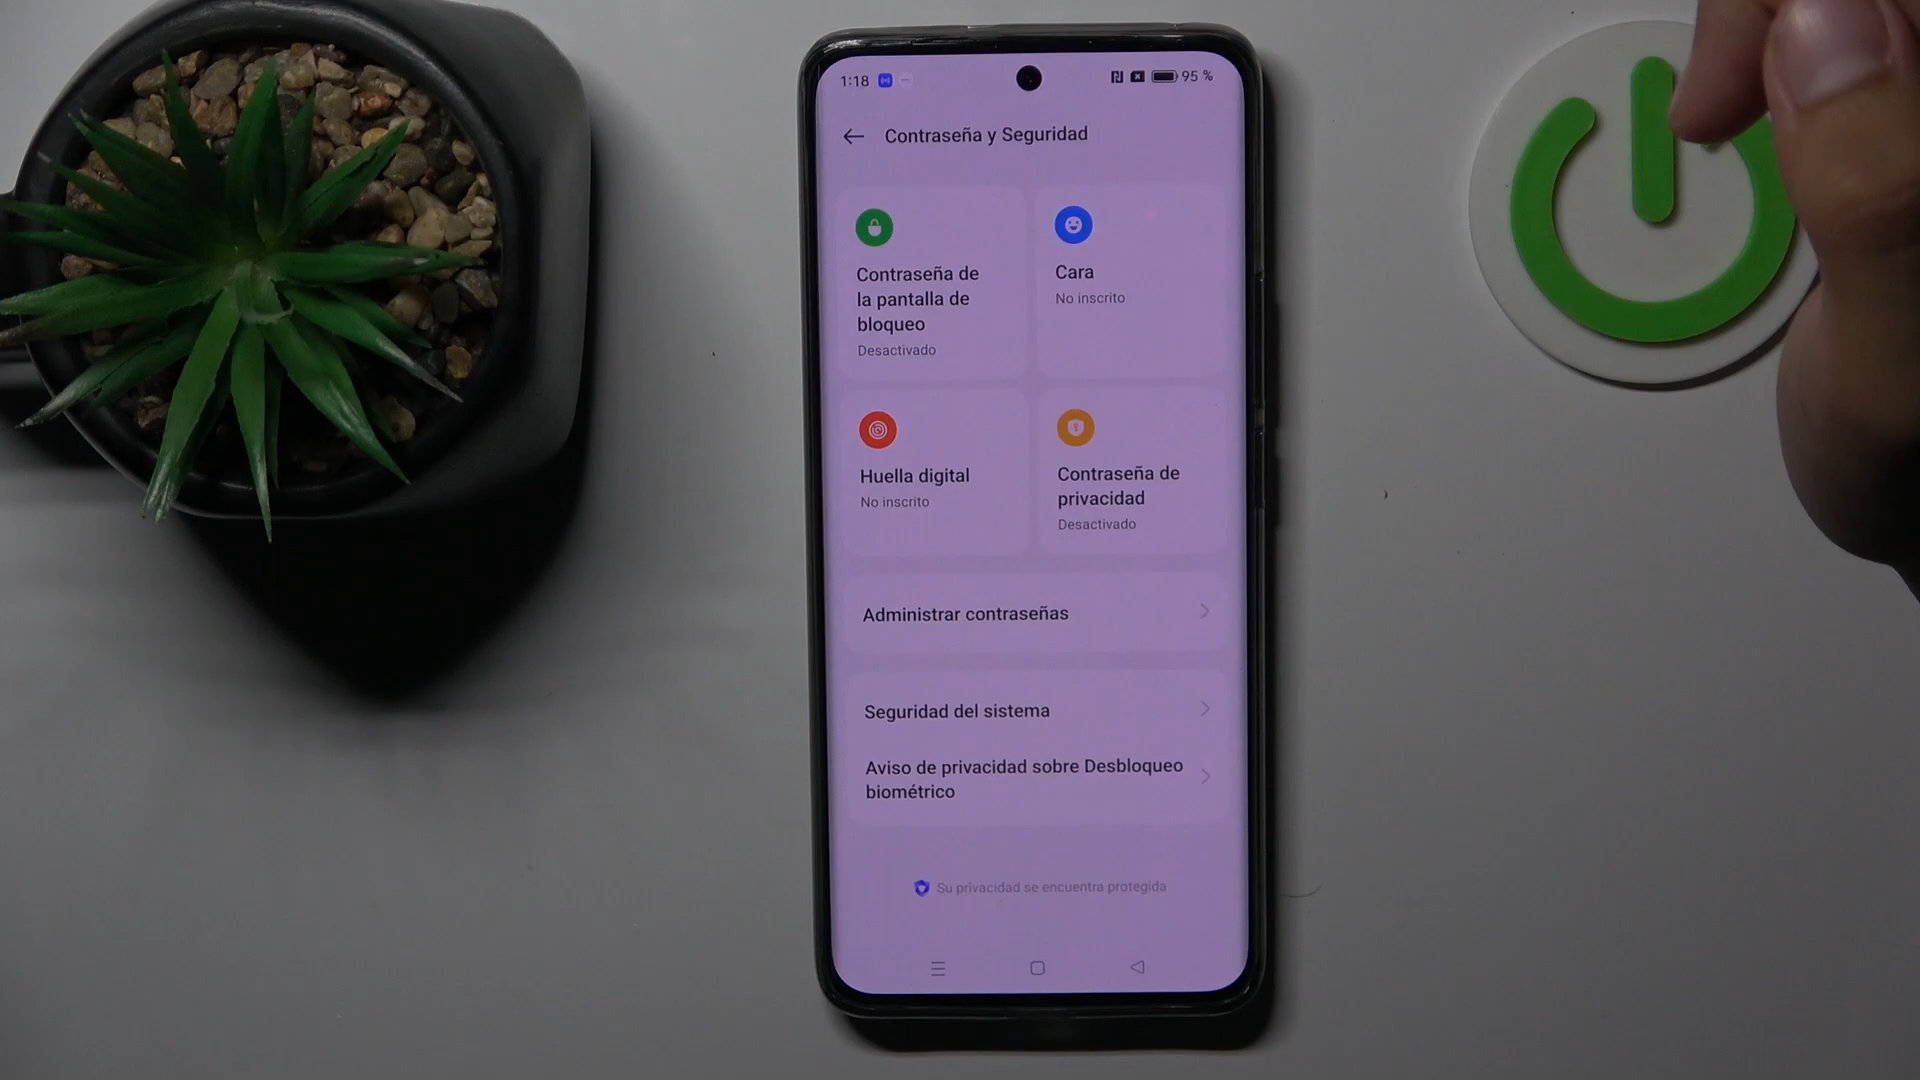 1:18
95 %
Contraseña y Seguridad
Contraseña de
la pantalla de
bloqueo
Desactivado
Cara
No inscrito
Huella digital
No inscrito
Contraseña de
privacidad
Desactivado
Administrar contraseñas
Seguridad del sistema
Aviso de privacidad sobre Desbloqueo
biométrico
Su privacidad se encuentra protegida